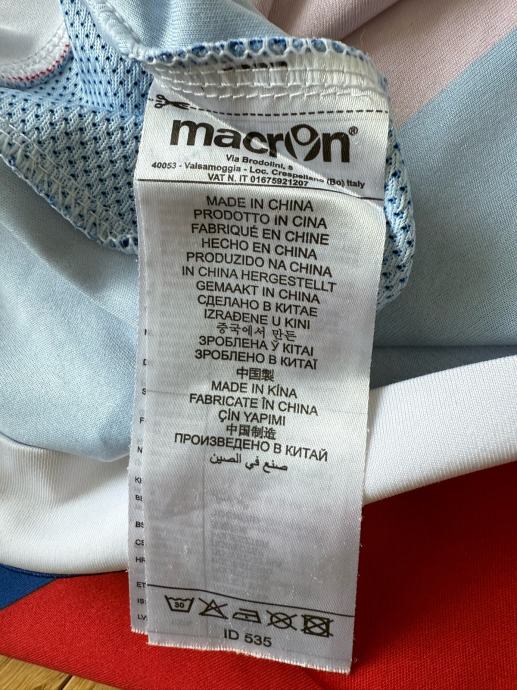 macron®
Via Brodolini, s
40053 - Valsamoggia - Loc. Crespellano (Bo) Italy
VAT N. IT 01675921207
MADE IN CHINA
PRODOTTO IN CINA
FABRIQUÉ EN CHINE
HECHO EN CHINA
PRODUZIDO NA CHINA
IN CHINA HERGESTELLT
GEMAAKT IN CHINA
СДЕЛАНО В КИТАЕ
IZRAĐENE U KINI
중국에서 만든
ЗРОБЛЕНА Ў КІТАІ
ЗРОБЛЕНО В КИТАЇ
中国製
MADE IN KÍNA
FABRICATE ÎN CHINA
ÇİN YAPIMI
中国制造
ПРОИЗВЕДЕНО В КИТАЙ
صنع في الصين
30
ID 535